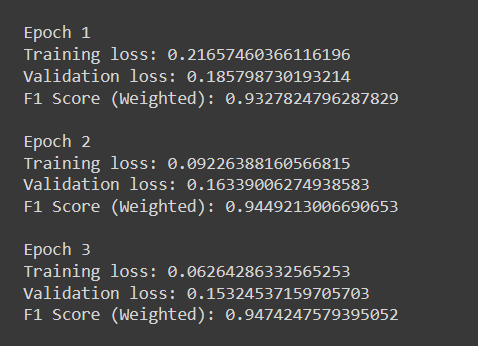 Epoch 1
Training loss: 0.21657460366116196
Validation loss: 0.185798730193214
F1 Score (Weighted): 0.9327824796287829
Epoch 2
Training loss: 0.09226388160566815
Validation loss: 0.16339006274938583
F1 Score (Weighted): 0.9449213006690653
Epoch 3
Training loss: 0.06264286332565253
Validation loss: 0.15324537159705703
F1 Score (Weighted): 0.9474247579395052